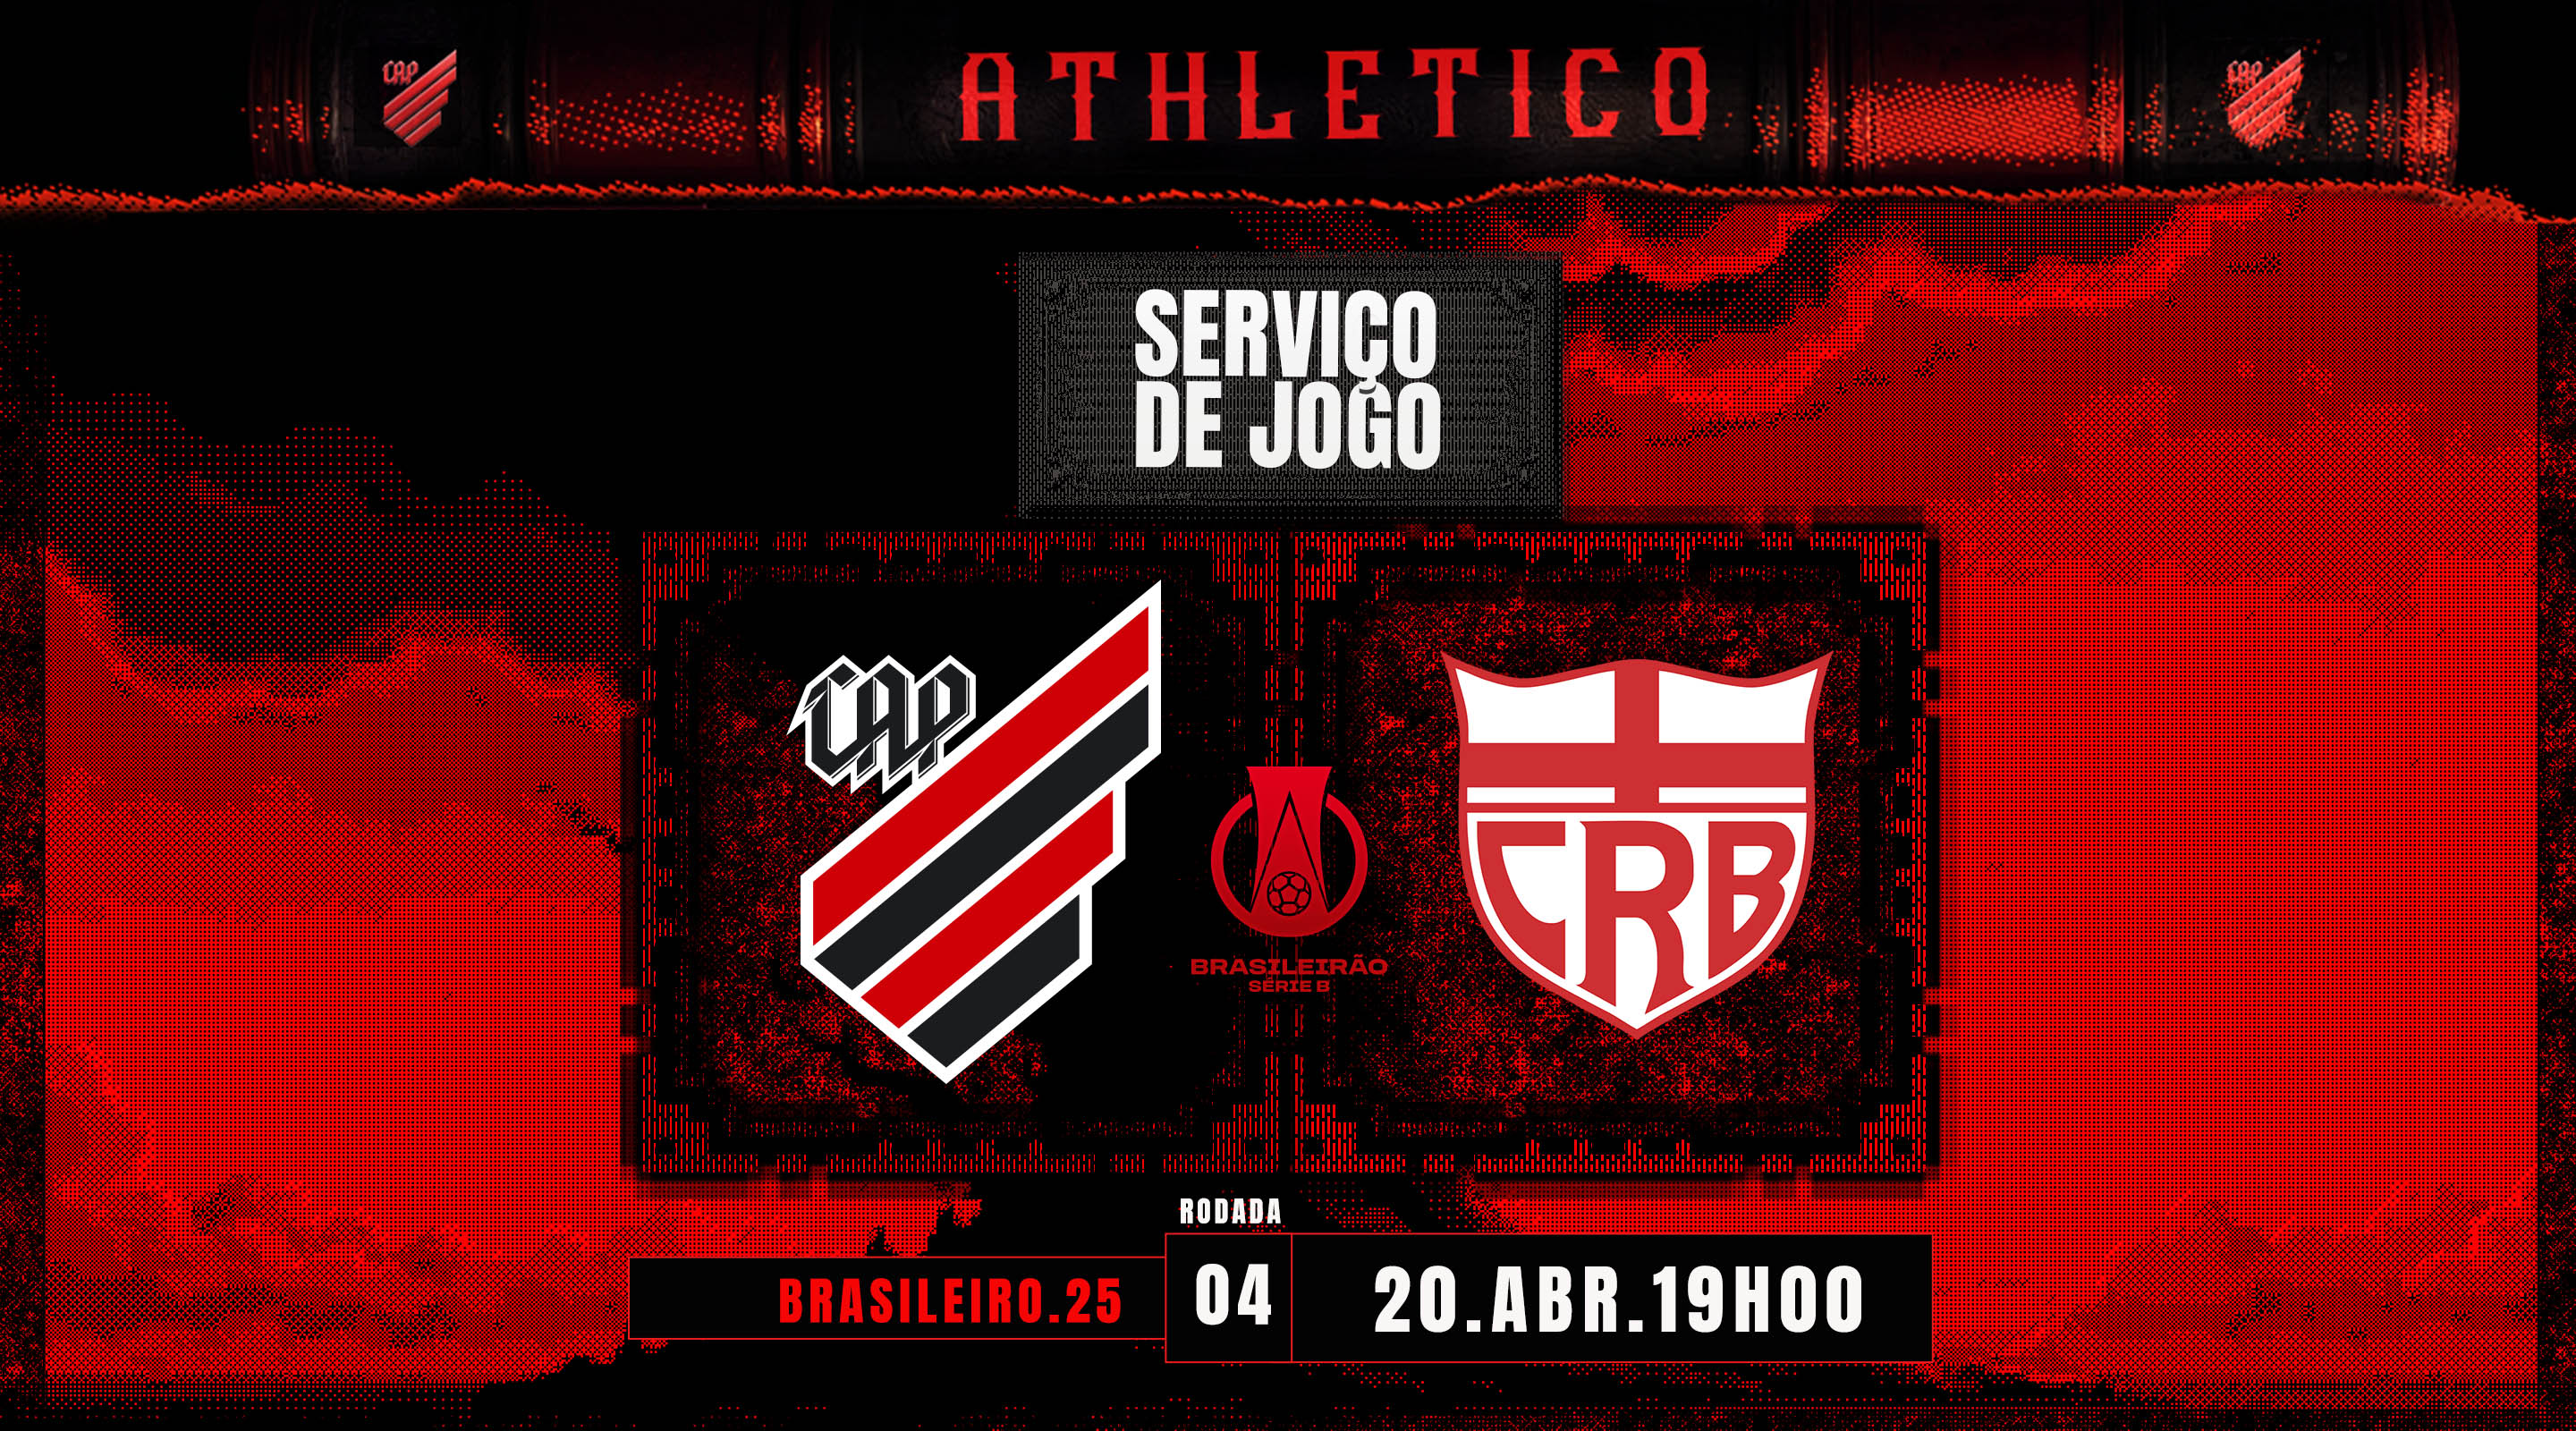 CAP
ATHLETICO
CAP
SERVIÇO
DE JOGO
CAP
CRB
BRASILEIRÃO
SÉRIE B
RODADA
BRASILEIRO.25
04
20.ABR.19H00